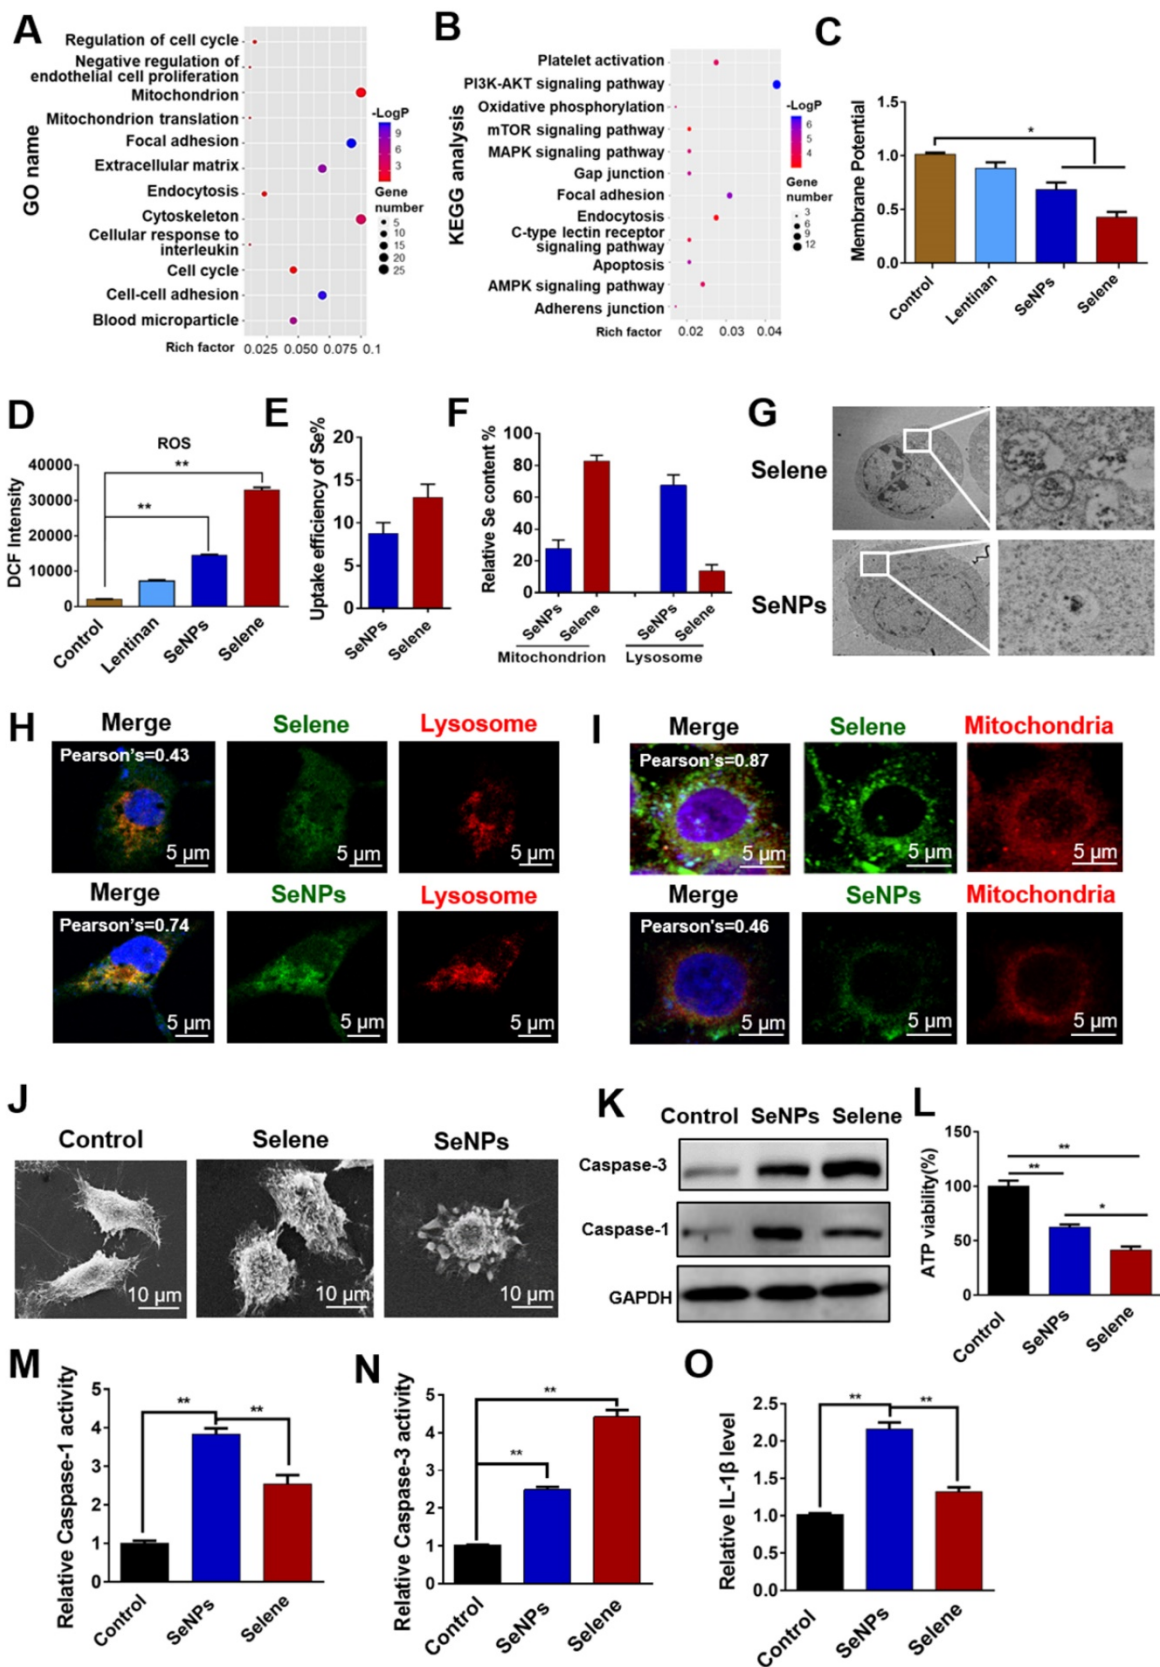 A
GO name
Regulation of cell cycle
Negative regulation of
endothelial cell proliferation
Mitochondrion
Mitochondrion translation
Focal adhesion
Extracellular matrix
Endocytosis
Cytoskeleton
Cellular response to
interleukin
Cell cycle
Cell-cell adhesion
Blood microparticle
Rich factor
0.025 0.050 0.075 0.1
-LogP
9
6
3
Gene
number
5
10
15
20
25
B
KEGG analysis
Platelet activation
PI3K-AKT signaling pathway
Oxidative phosphorylation
mTOR signaling pathway
MAPK signaling pathway
Gap junction
Focal adhesion
Endocytosis
C-type lectin receptor
signaling pathway
Apoptosis
AMPK signaling pathway
Adherens junction
Rich factor
0.02 0.03 0.04
-LogP
6
5
4
Gene
number
3
6
9
12
C
Membrane Potential
1.5
1.0
0.5
0.0
*
Control
Lentinan
SeNPs
Selene
D
ROS
DCF Intensity
40000
30000
20000
10000
0
**
**
Control
Lentinan
SeNPs
Selene
E
Uptake efficiency of Se%
20
15
10
5
0
SeNPs
Selene
F
Relative Se content %
100
80
60
40
20
0
SeNPs
Selene
SeNPs
Selene
Mitochondrion
Lysosome
G
Selene
SeNPs
H
Merge
Selene
Lysosome
Pearson's=0.43
5 μm
5 μm
5 μm
Merge
SeNPs
Lysosome
Pearson's=0.74
5 μm
5 μm
5 μm
I
Merge
Selene
Mitochondria
Pearson's=0.87
5 μm
5 μm
5 μm
Merge
SeNPs
Mitochondria
Pearson's=0.46
5 μm
5 μm
5 μm
J
Control
Selene
SeNPs
10 μm
10 μm
10 μm
K
Control SeNPs Selene
Caspase-3
Caspase-1
GAPDH
L
ATP viability(%)
150
100
50
0
**
**
*
Control
SeNPs
Selene
M
Relative Caspase-1 activity
5
4
3
2
1
0
**
**
Control
SeNPs
Selene
N
Relative Caspase-3 activity
5
4
3
2
1
0
**
**
Control
SeNPs
Selene
O
Relative IL-1β level
2.5
2.0
1.5
1.0
0.5
0.0
**
**
Control
SeNPs
Selene